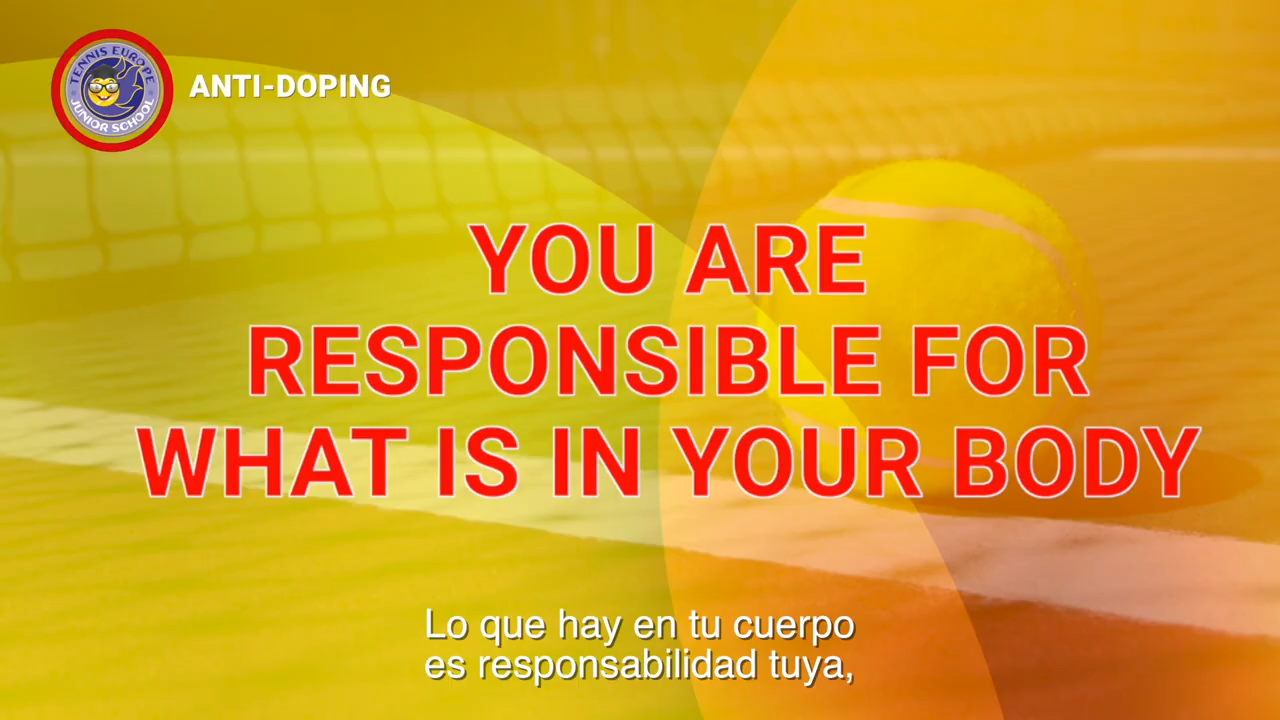 TENNIS EUROPE
JUNIOR SCHOOL
ANTI-DOPING
YOU ARE
RESPONSIBLE FOR
WHAT IS IN YOUR BODY
Lo que hay en tu cuerpo
es responsabilidad tuya,